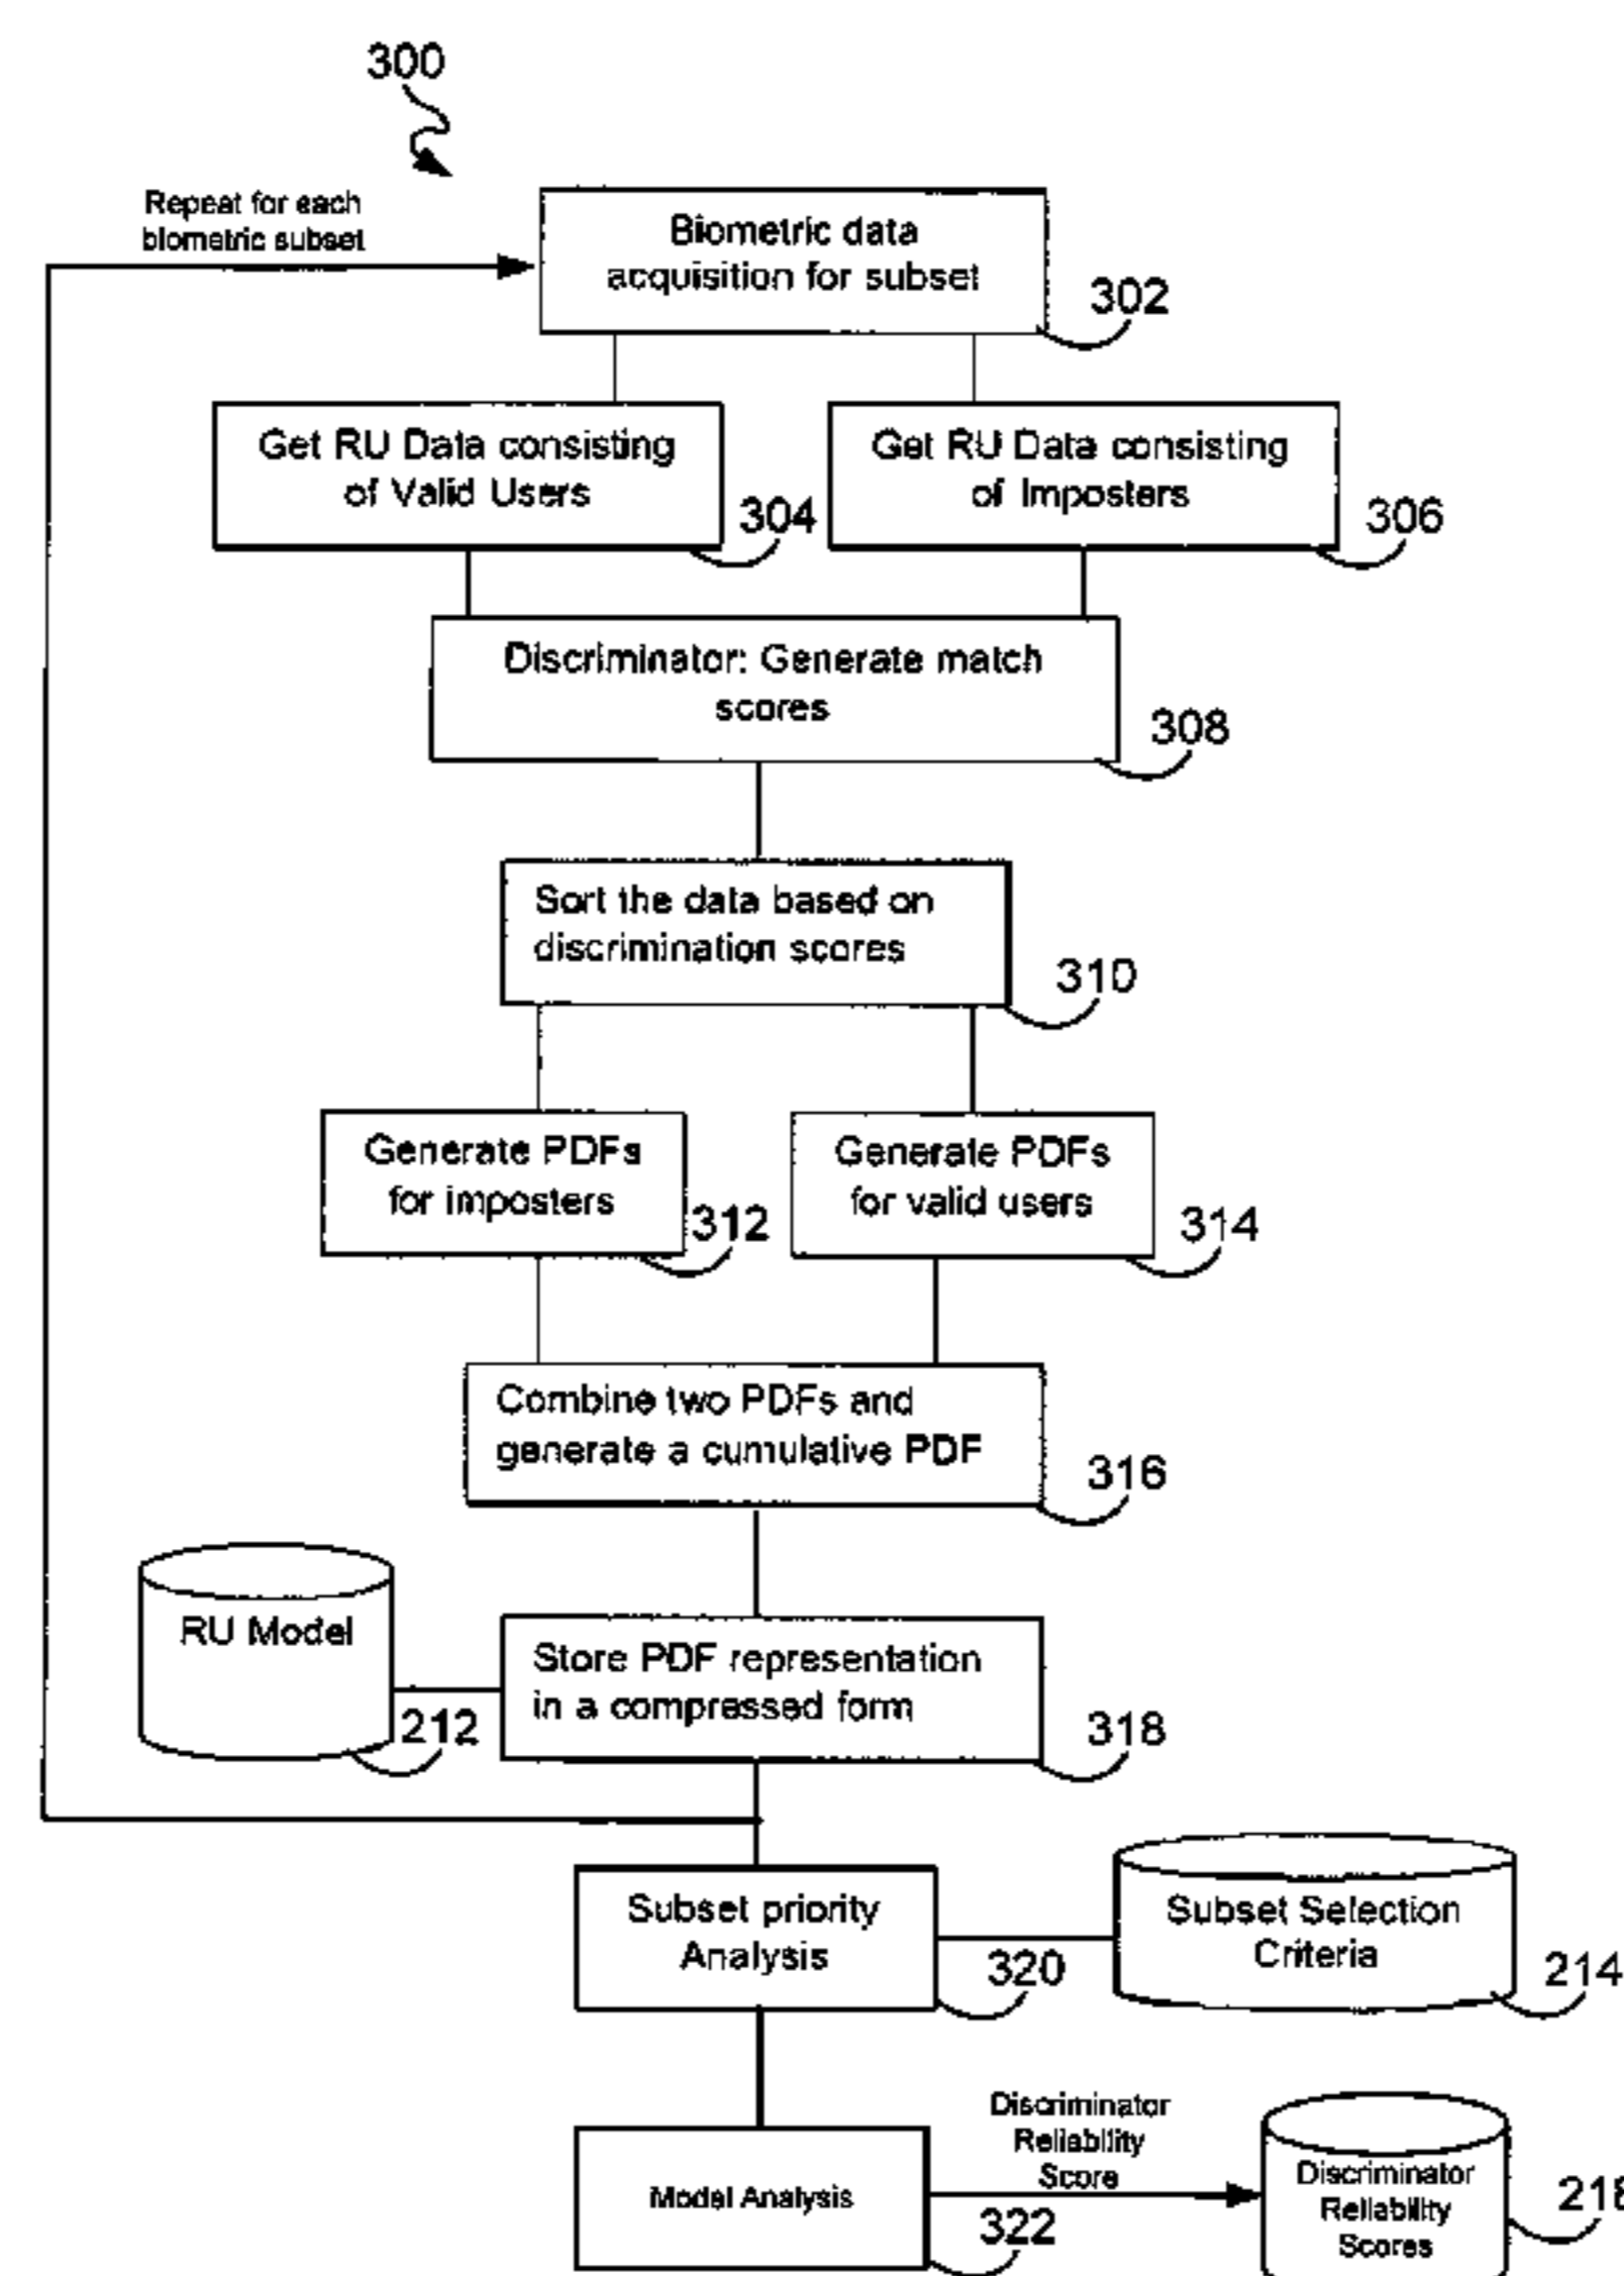 300
Repeat for each
biometric subset
Biometric data
acquisition for subset
302
Get RU Data consisting
of Valid Users
304
Get RU Data consisting
of Imposters
306
Discriminator: Generate match
scores
308
Sort the data based on
discrimination scores
310
Generate PDFs
for imposters
312
Generate PDFs
for valid users
314
Combine two PDFs and
generate a cumulative PDF
316
RU Model
212
Store PDF representation
in a compressed form
318
Subset priority
Analysis
320
Subset Selection
Criteria
214
Model Analysis
322
Discriminator
Reliability
Score
Discriminator
Reliability
Scores
218